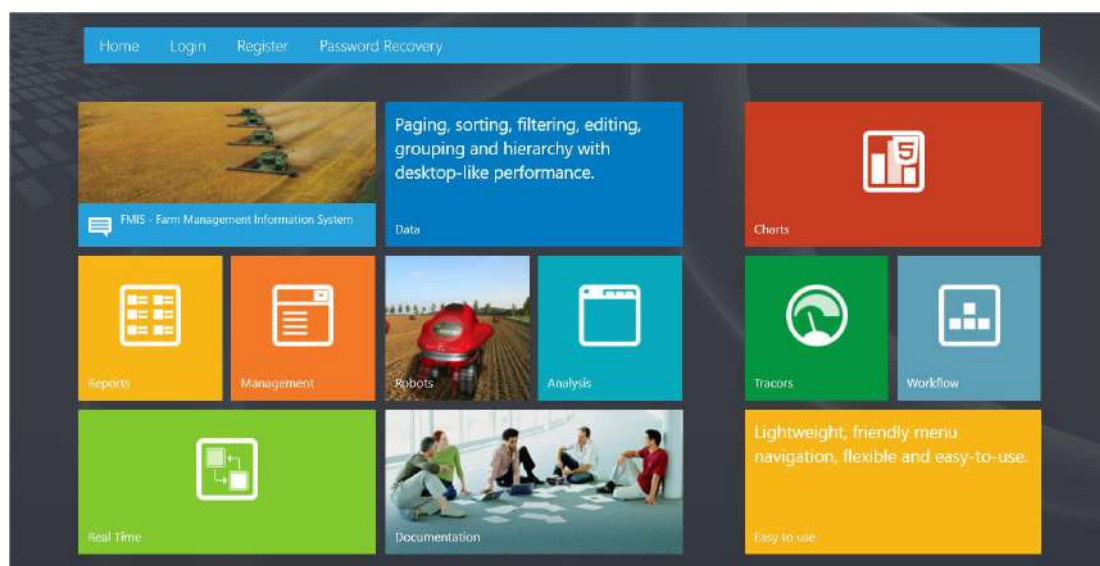 Home Login Register Password Recovery
FMIS - Farm Management Information System
Paging, sorting, filtering, editing,
grouping and hierarchy with
desktop-like performance.
Data
5
Charts
Reports
Management
Robots
Analysis
Tracors
Workflow
Real Time
Documentation
Lightweight, friendly menu
navigation, flexible and easy-to-use.
Easy to use